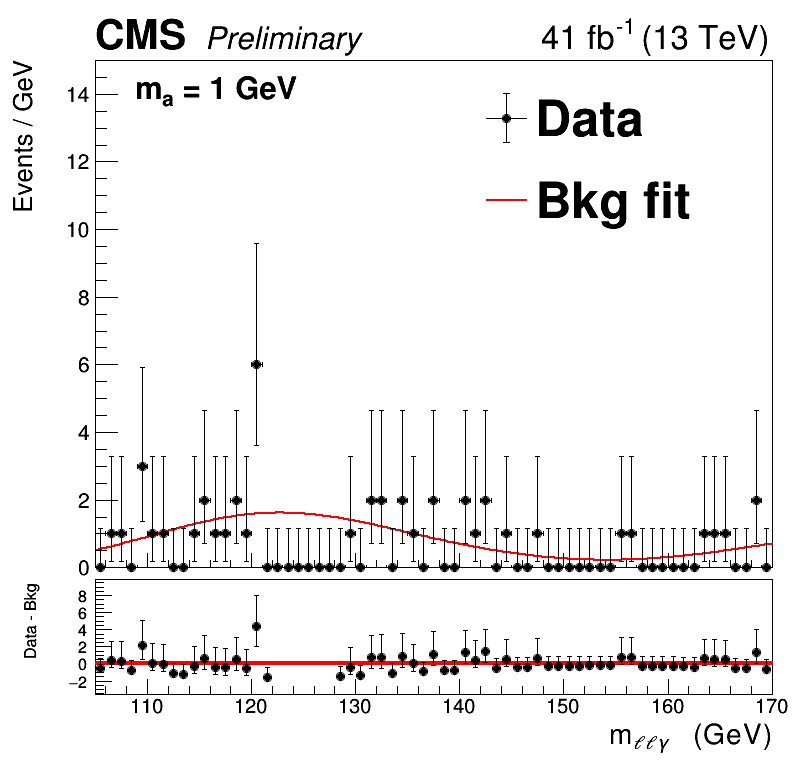 CMS Preliminary 41 fb⁻¹ (13 TeV)
mₐ = 1 GeV
Data
Bkg fit
Events / GeV
14
12
10
8
6
4
2
0
Data - Bkg
8
6
4
2
0
−2
110 120 130 140 150 160 170
m_ℓℓγ (GeV)